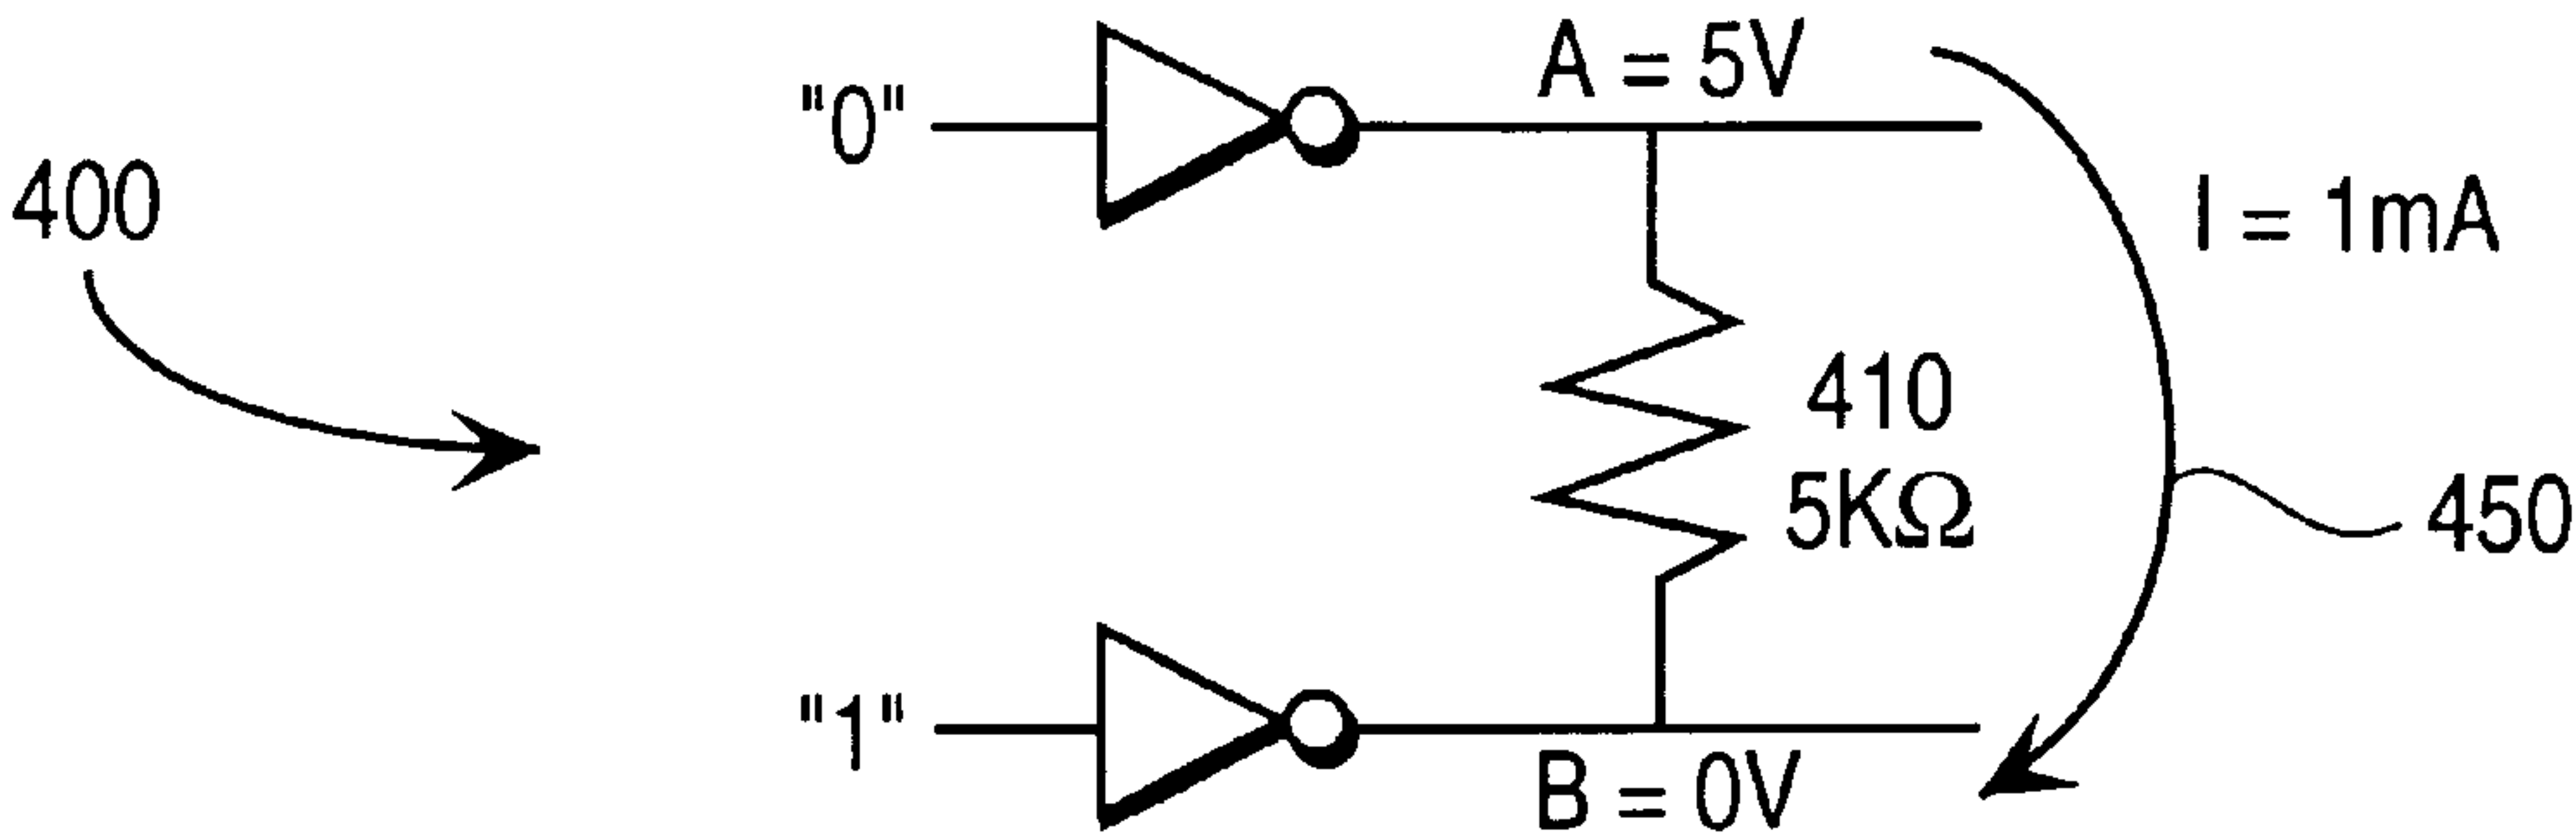 A = 5V
"0"
400
I = 1mA
410
5KΩ
450
"1"
B = 0V